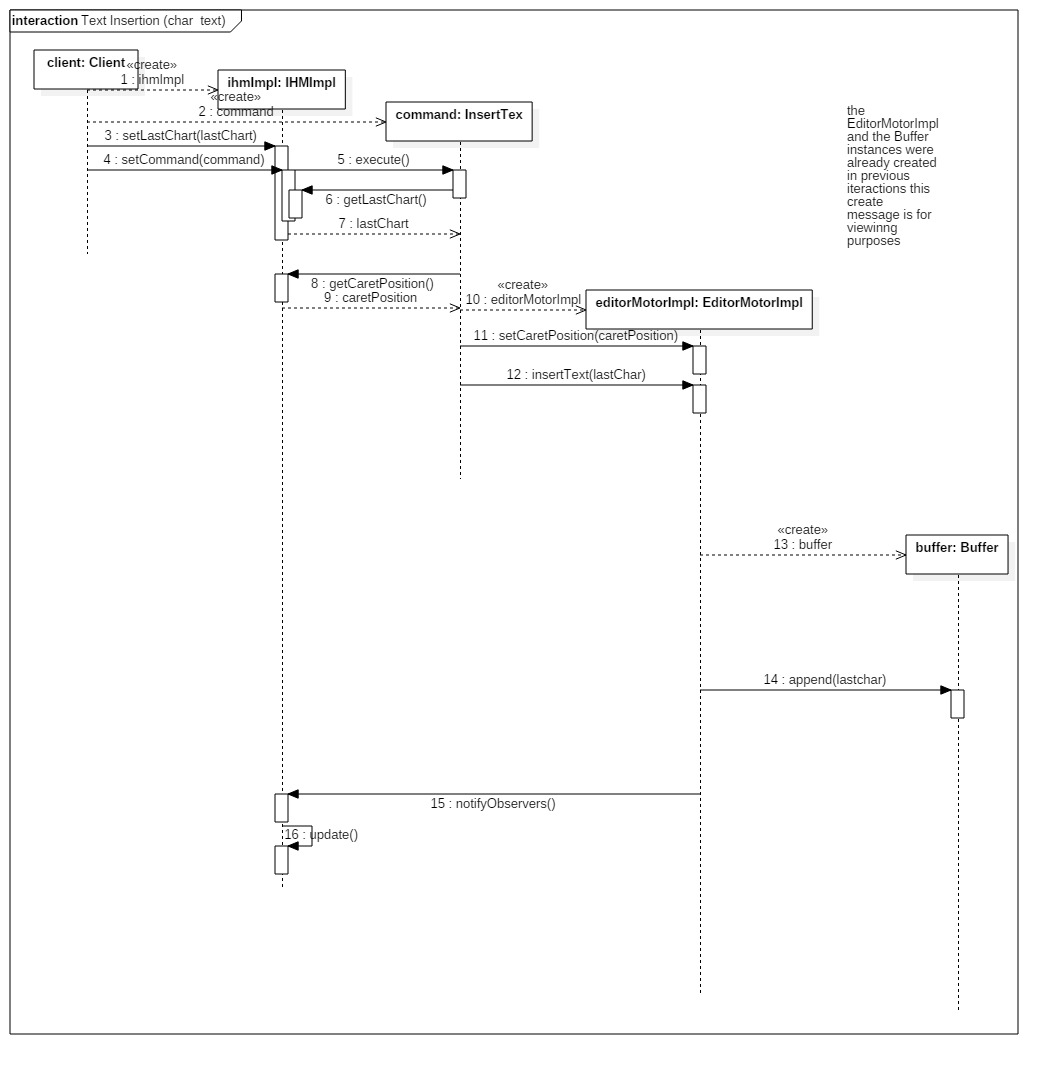 interaction Text Insertion (char text)
client: Client
«create»
1 : ihmImpl
ihmImpl: IHMImpl
«create»
2 : command
command: InsertTex
3 : setLastChart(lastChart)
4 : setCommand(command)
5 : execute()
6 : getLastChart()
7 : lastChart
the
EditorMotorImpl
and the Buffer
instances were
already created
in previous
iteractions this
create
message is for
viewinng
purposes
8 : getCaretPosition()
9 : caretPosition
«create»
10 : editorMotorImpl
editorMotorImpl: EditorMotorImpl
11 : setCaretPosition(caretPosition)
12 : insertText(lastChar)
«create»
13 : buffer
buffer: Buffer
14 : append(lastchar)
15 : notifyObservers()
16 : update()